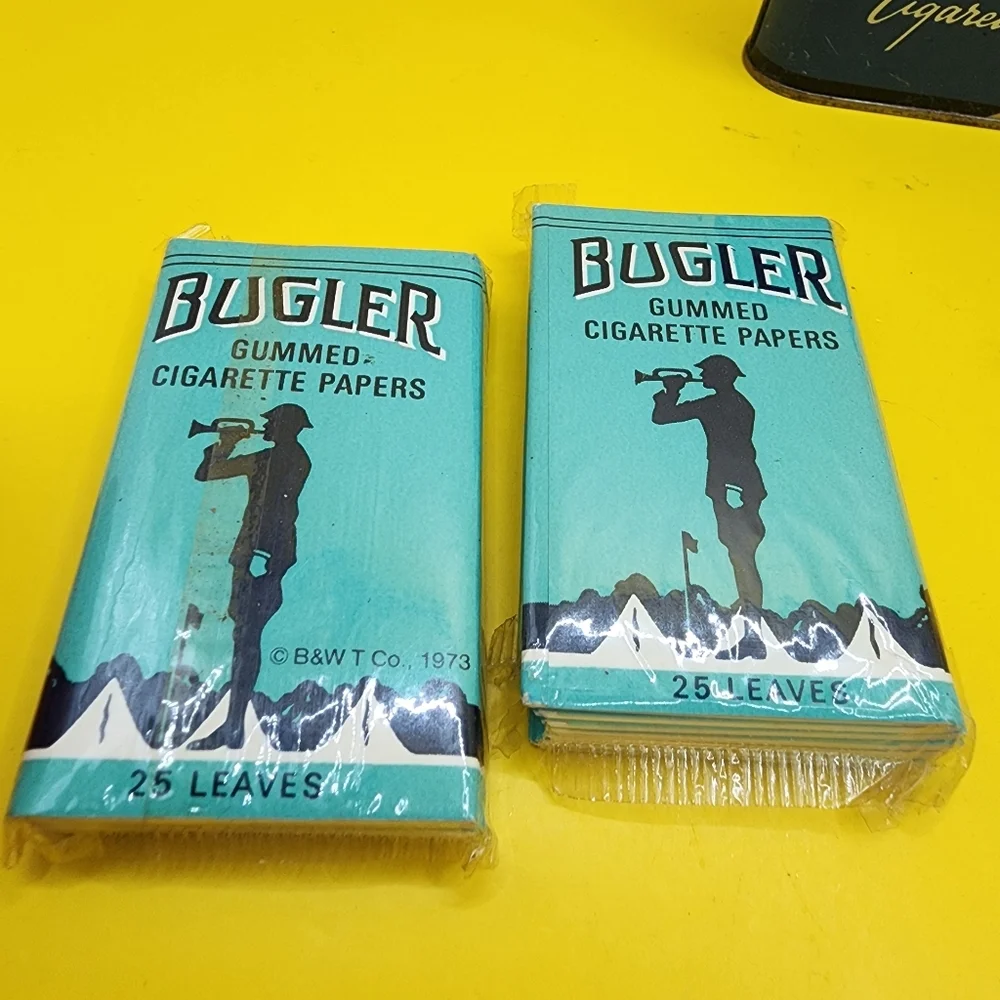 BUGLER
GUMMED
CIGARETTE PAPERS
© B&W T Co., 1973
25 LEAVES
BUGLER
GUMMED
CIGARETTE PAPERS
25 LEAVES